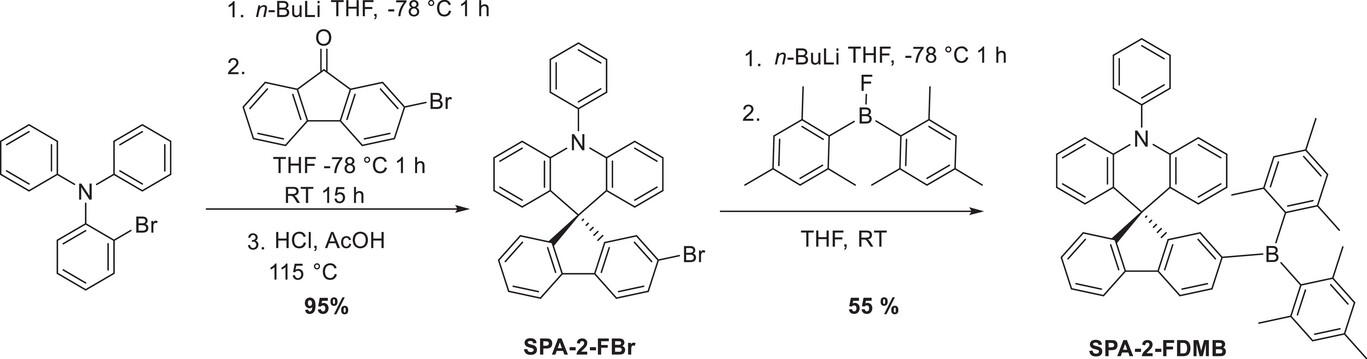 1. n-BuLi THF, -78 °C 1 h
2.
O
Br
THF -78 °C 1 h
RT 15 h
3. HCl, AcOH
115 °C
95%
N
Br
N
Br
SPA-2-FBr
1. n-BuLi THF, -78 °C 1 h
2.
F
B
THF, RT
55 %
N
B
SPA-2-FDMB